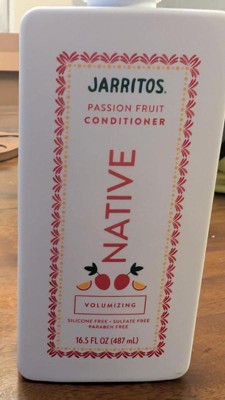 JARRITOS.
PASSION FRUIT
CONDITIONER
NATIVE
VOLUMIZING
SILICONE FREE • SULFATE FREE
PARABEN FREE
16.5 FL OZ (487 mL)